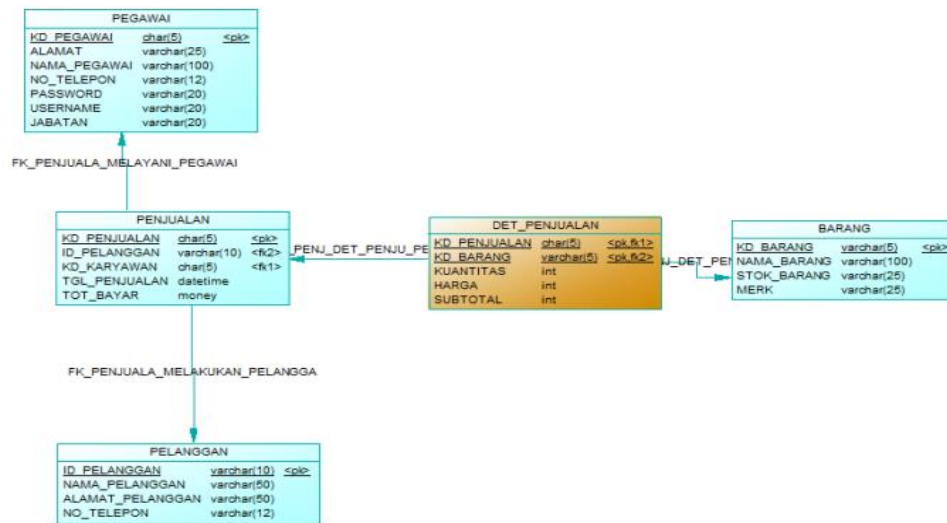 PEGAWAI
KD_PEGAWAI char(5) <pk>
ALAMAT varchar(25)
NAMA_PEGAWAI varchar(100)
NO_TELEPON varchar(12)
PASSWORD varchar(20)
USERNAME varchar(20)
JABATAN varchar(20)
FK_PENJUALA_MELAYANI_PEGAWAI
PENJUALAN
KD_PENJUALAN char(5) <pk>
ID_PELANGGAN varchar(10) <fk2>
KD_KARYAWAN char(5) <fk1>
TGL_PENJUALAN datetime
TOT_BAYAR money
_PENJ_DET_PENJU_PE
DET_PENJUALAN
KD_PENJUALAN char(5) <pk,fk1>
KD_BARANG varchar(5) <pk,fk2>
KUANTITAS int
HARGA int
SUBTOTAL int
J_DET_PEN
BARANG
KD_BARANG varchar(5) <pk>
NAMA_BARANG varchar(100)
STOK_BARANG varchar(25)
MERK varchar(25)
FK_PENJUALA_MELAKUKAN_PELANGGA
PELANGGAN
ID_PELANGGAN varchar(10) <pk>
NAMA_PELANGGAN varchar(50)
ALAMAT_PELANGGAN varchar(50)
NO_TELEPON varchar(12)